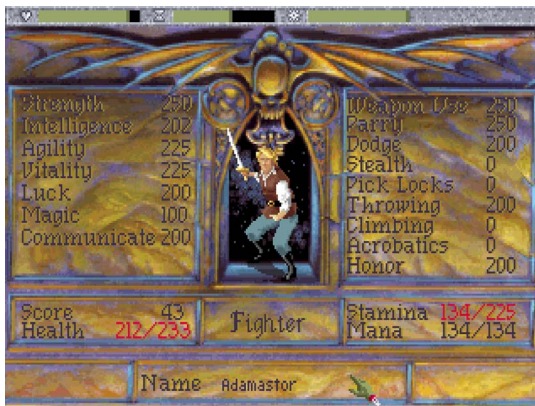 Strength 250
Intelligence 202
Agility 225
Vitality 225
Luck 200
Magic 100
Communicate 200
Weapon Use 250
Parry 250
Dodge 200
Stealth 0
Pick Locks 0
Throwing 200
Climbing 0
Acrobatics 0
Honor 200
Score 43
Health 212/233
Fighter
Stamina 134/225
Mana 134/134
Name Adamastor